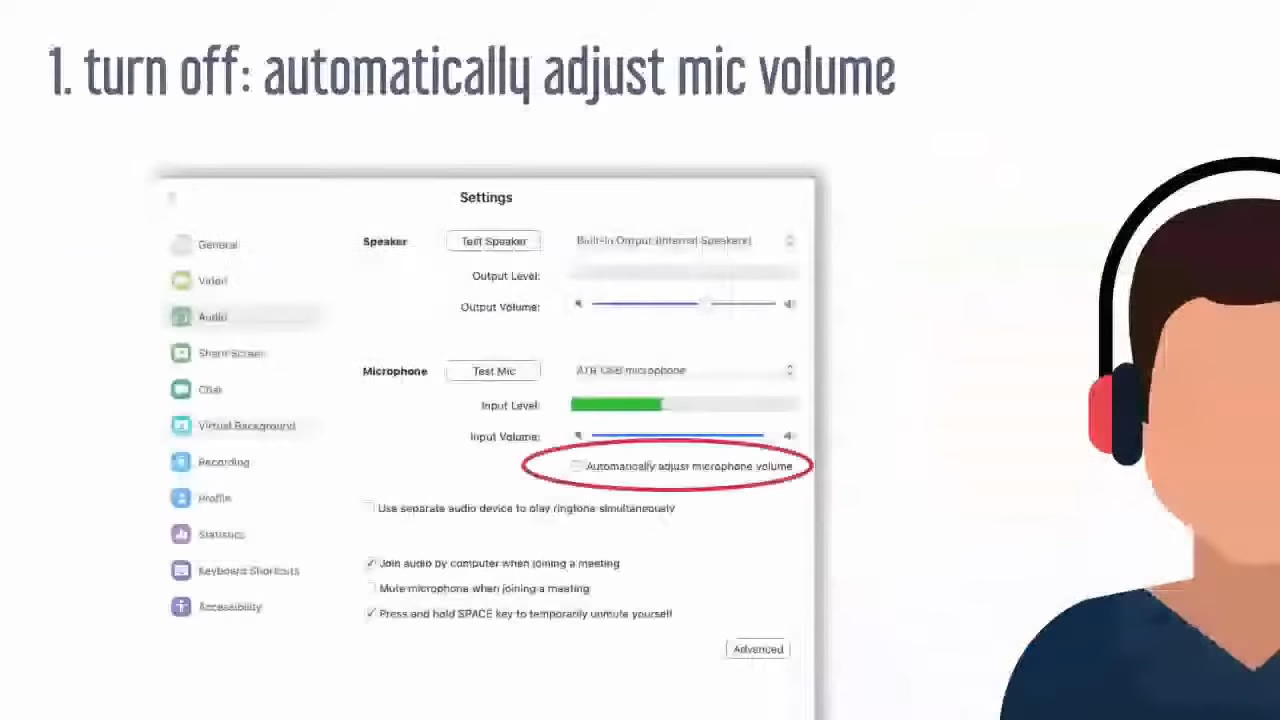 1. turn off: automatically adjust mic volume
Settings
General
Video
Audio
Share Screen
Chat
Virtual Background
Recording
Profile
Statistics
Keyboard Shortcuts
Accessibility
Speaker
Test Speaker
Built-in Output (Internal Speakers)
Output Level:
Output Volume:
Microphone
Test Mic
ATR USB microphone
Input Level:
Input Volume:
Automatically adjust microphone volume
Use separate audio device to play ringtone simultaneously
Join audio by computer when joining a meeting
Mute microphone when joining a meeting
Press and hold SPACE key to temporarily unmute yourself
Advanced